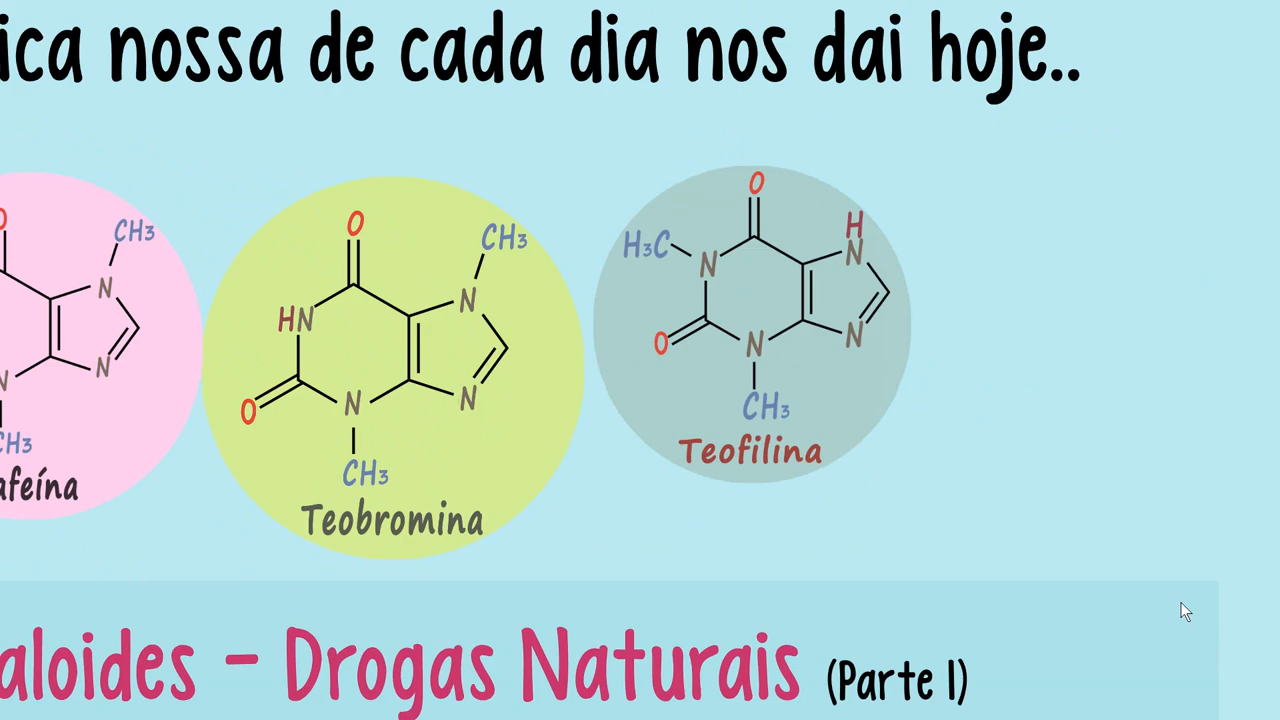 ica nossa de cada dia nos dai hoje..
O
CH3
N
N
N
CH3
afeína
O
CH3
HN
N
O
N
N
CH3
Teobromina
O
H
H3C
N
N
O
N
N
CH3
Teofilina
aloides - Drogas Naturais (Parte I)